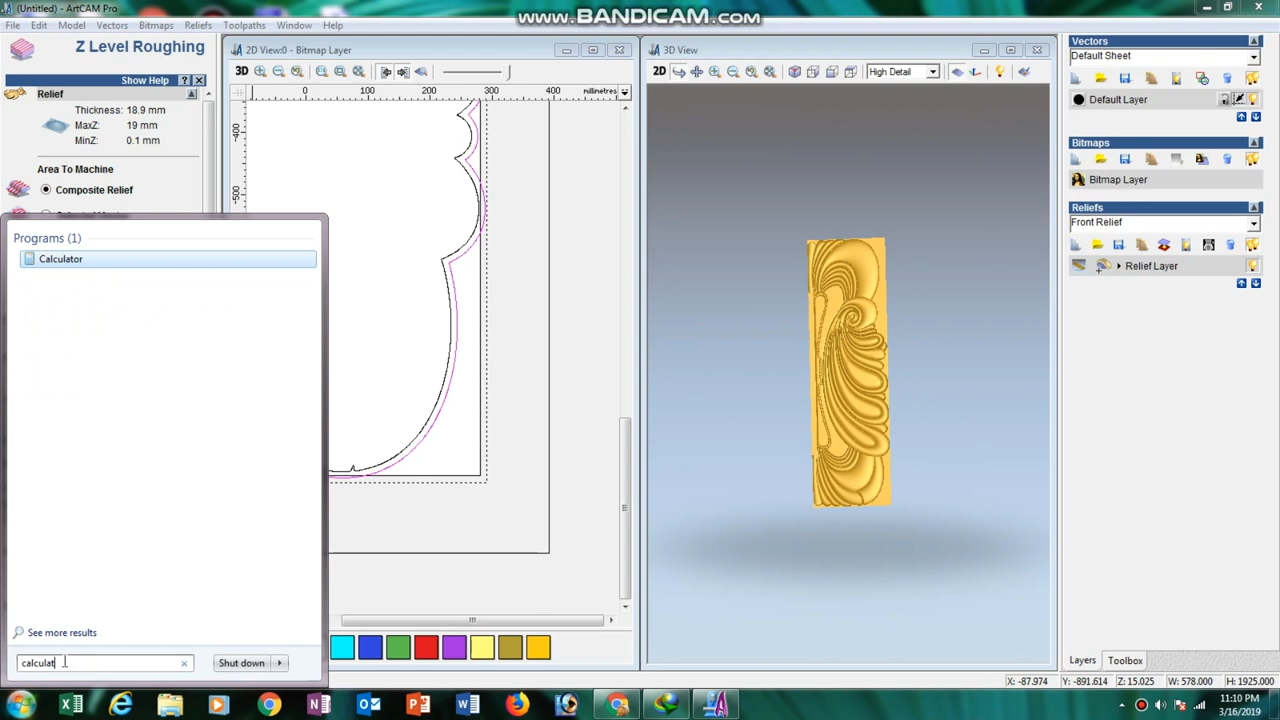 (Untitled) - ArtCAM Pro
www.BANDICAM.com
File Edit Model Vectors Bitmaps Reliefs Toolpaths Window Help
Z Level Roughing
Show Help ?
Relief
Thickness: 18.9 mm
MaxZ: 19 mm
MinZ: 0.1 mm
Area To Machine
Composite Relief
Programs (1)
Calculator
See more results
calculat
Shut down
2D View:0 - Bitmap Layer
3D
0 100 200 300 400 millimetres
-400
-500
3D View
2D
High Detail
Vectors
Default Sheet
Default Layer
Bitmaps
Bitmap Layer
Reliefs
Front Relief
Relief Layer
Layers Toolbox
X: -87.974 Y: -891.614 Z: 15.025 W: 578.000 H: 1925.000
11:10 PM
3/16/2019